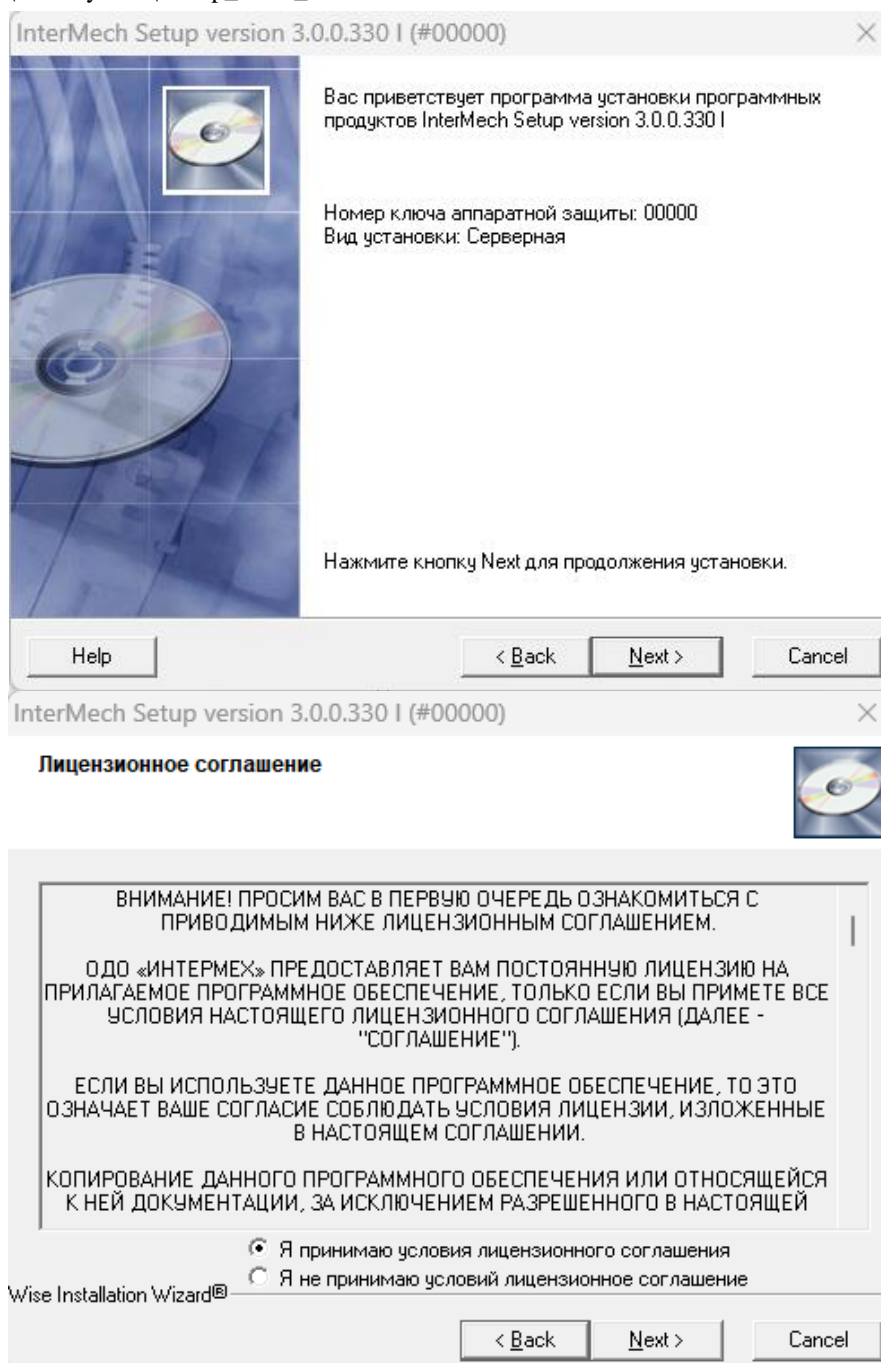 InterMech Setup version 3.0.0.330 I (#00000)
Вас приветствует программа установки программных
продуктов InterMech Setup version 3.0.0.330 I
Номер ключа аппаратной защиты: 00000
Вид установки: Серверная
Нажмите кнопку Next для продолжения установки.
Help
< Back
Next >
Cancel
InterMech Setup version 3.0.0.330 I (#00000)
Лицензионное соглашение
ВНИМАНИЕ! ПРОСИМ ВАС В ПЕРВУЮ ОЧЕРЕДЬ ОЗНАКОМИТЬСЯ С
ПРИВОДИМЫМ НИЖЕ ЛИЦЕНЗИОННЫМ СОГЛАШЕНИЕМ.
ОДО «ИНТЕРМЕХ» ПРЕДОСТАВЛЯЕТ ВАМ ПОСТОЯННУЮ ЛИЦЕНЗИЮ НА
ПРИЛАГАЕМОЕ ПРОГРАММНОЕ ОБЕСПЕЧЕНИЕ, ТОЛЬКО ЕСЛИ ВЫ ПРИМЕТЕ ВСЕ
УСЛОВИЯ НАСТОЯЩЕГО ЛИЦЕНЗИОННОГО СОГЛАШЕНИЯ (ДАЛЕЕ -
"СОГЛАШЕНИЕ").
ЕСЛИ ВЫ ИСПОЛЬЗУЕТЕ ДАННОЕ ПРОГРАММНОЕ ОБЕСПЕЧЕНИЕ, ТО ЭТО
ОЗНАЧАЕТ ВАШЕ СОГЛАСИЕ СОБЛЮДАТЬ УСЛОВИЯ ЛИЦЕНЗИИ, ИЗЛОЖЕННЫЕ
В НАСТОЯЩЕМ СОГЛАШЕНИИ.
КОПИРОВАНИЕ ДАННОГО ПРОГРАММНОГО ОБЕСПЕЧЕНИЯ ИЛИ ОТНОСЯЩЕЙСЯ
К НЕЙ ДОКУМЕНТАЦИИ, ЗА ИСКЛЮЧЕНИЕМ РАЗРЕШЕННОГО В НАСТОЯЩЕЙ
Я принимаю условия лицензионного соглашения
Я не принимаю условий лицензионное соглашение
Wise Installation Wizard®
< Back
Next >
Cancel